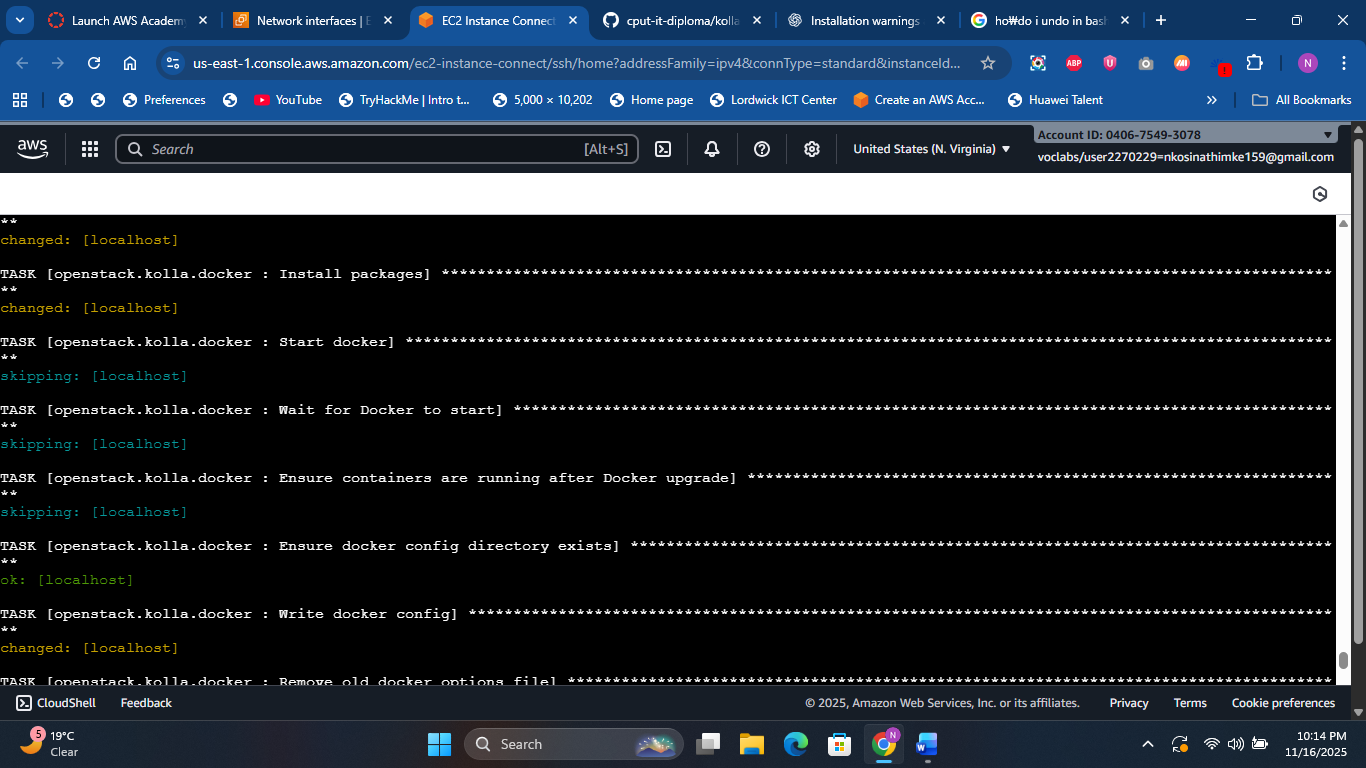 Launch AWS Academy
Network interfaces | E
EC2 Instance Connect
cput-it-diploma/kolla
Installation warnings
ho₩do i undo in bash
us-east-1.console.aws.amazon.com/ec2-instance-connect/ssh/home?addressFamily=ipv4&connType=standard&instanceId...
ABP
N
Preferences
YouTube
TryHackMe | Intro t...
5,000 × 10,202
Home page
Lordwick ICT Center
Create an AWS Acc...
Huawei Talent
»
All Bookmarks
aws
Search
[Alt+S]
United States (N. Virginia)
Account ID: 0406-7549-3078
voclabs/user2270229=nkosinathimke159@gmail.com
**
changed: [localhost]
TASK [openstack.kolla.docker : Install packages] ***************************************************************************************************
**
changed: [localhost]
TASK [openstack.kolla.docker : Start docker] *******************************************************************************************************
**
skipping: [localhost]
TASK [openstack.kolla.docker : Wait for Docker to start] *******************************************************************************************
**
skipping: [localhost]
TASK [openstack.kolla.docker : Ensure containers are running after Docker upgrade] *****************************************************************
**
skipping: [localhost]
TASK [openstack.kolla.docker : Ensure docker config directory exists] ******************************************************************************
**
ok: [localhost]
TASK [openstack.kolla.docker : Write docker config] ************************************************************************************************
**
changed: [localhost]
TASK [openstack.kolla.docker : Remove old docker options file] *************************************************************************************
CloudShell
Feedback
© 2025, Amazon Web Services, Inc. or its affiliates.
Privacy
Terms
Cookie preferences
5
19°C
Clear
Search
N
10:14 PM
11/16/2025